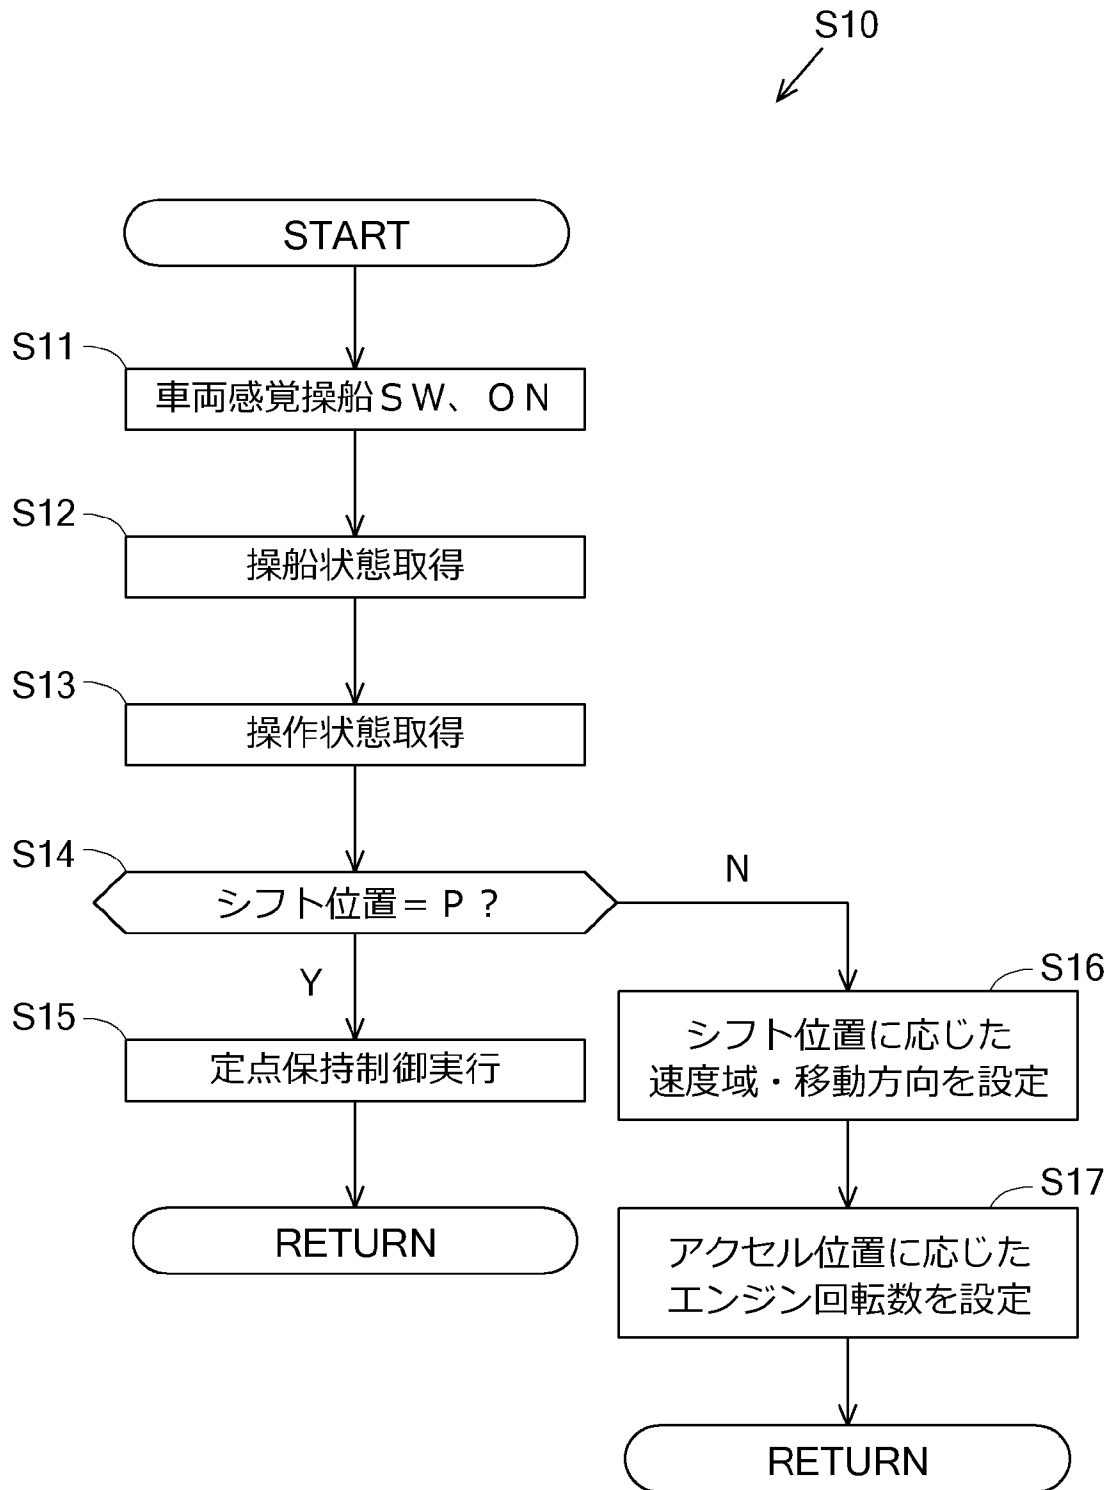 S10
START
S11
車両感覚操船ＳＷ、ＯＮ
S12
操船状態取得
S13
操作状態取得
S14
シフト位置＝Ｐ？
N
Y
S15
定点保持制御実行
RETURN
S16
シフト位置に応じた
速度域・移動方向を設定
S17
アクセル位置に応じた
エンジン回転数を設定
RETURN